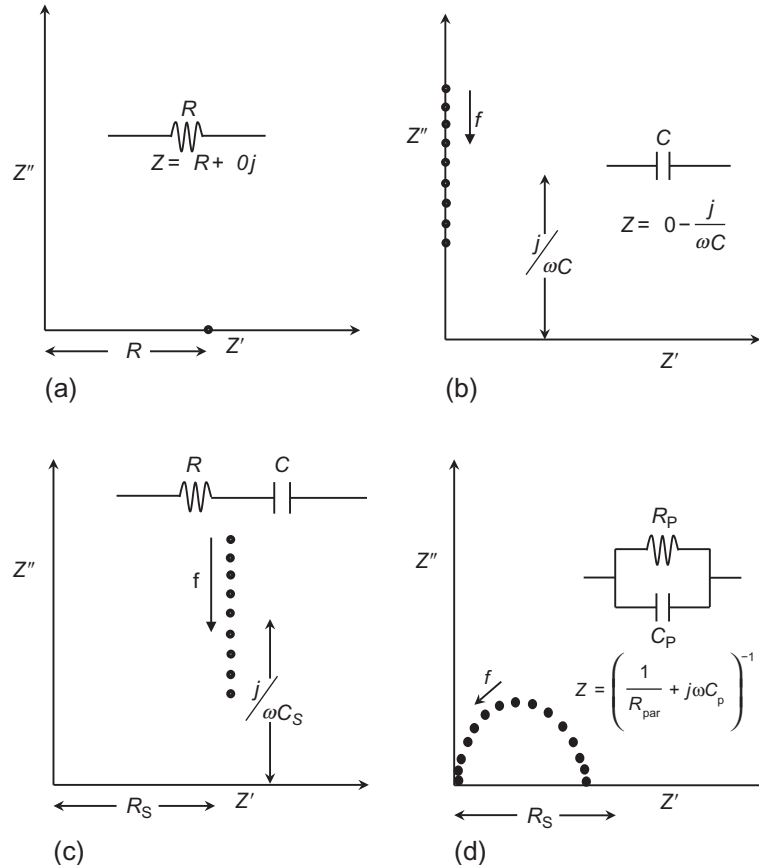 R
Z = R + 0j
Z″
R
Z′
(a)
f
Z″
C
Z = 0 − j/ωC
j/ωC
Z′
(b)
R C
Z″
f
j/ωC_S
R_S
Z′
(c)
R_P
Z″
C_P
f
Z = (1/R_par + jωC_p)^−1
R_S
Z′
(d)